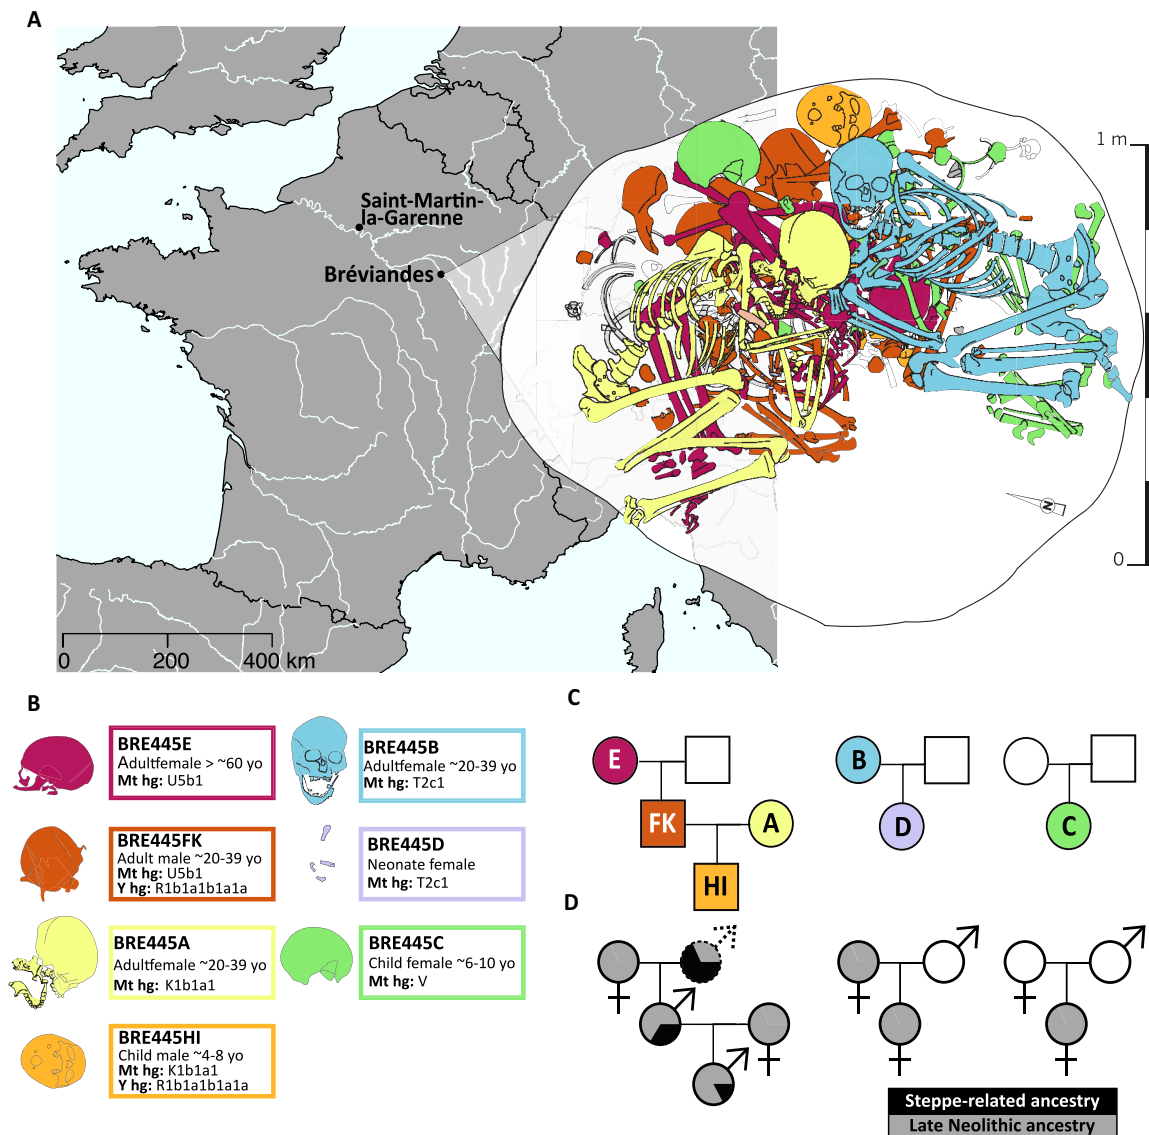 A
Saint-Martin-
la-Garenne
Bréviandes
1 m
N
0
0 200 400 km
B
BRE445E
Adultfemale > ~60 yo
Mt hg: U5b1
BRE445FK
Adult male ~20-39 yo
Mt hg: U5b1
Y hg: R1b1a1b1a1a
BRE445A
Adultfemale ~20-39 yo
Mt hg: K1b1a1
BRE445HI
Child male ~4-8 yo
Mt hg: K1b1a1
Y hg: R1b1a1b1a1a
BRE445B
Adultfemale ~20-39 yo
Mt hg: T2c1
BRE445D
Neonate female
Mt hg: T2c1
BRE445C
Child female ~6-10 yo
Mt hg: V
C
E
FK
A
HI
B
D
C
D
Steppe-related ancestry
Late Neolithic ancestry